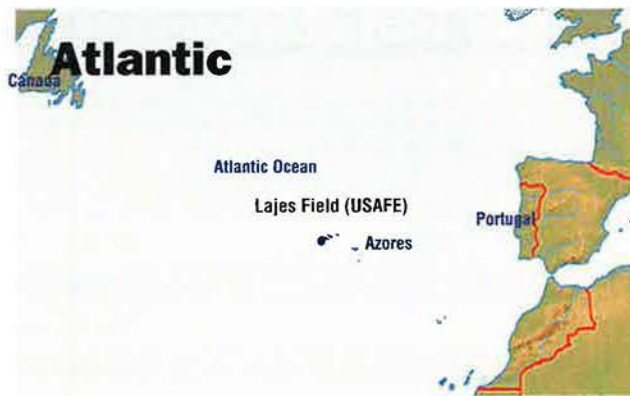 Atlantic
Canada
Atlantic Ocean
Lajes Field (USAFE)
Portugal
Azores